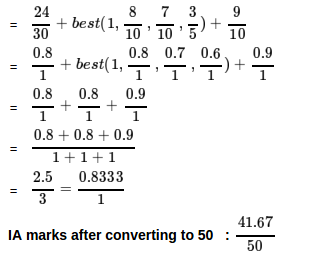 = 24/30 + best(1, 8/10, 7/10, 3/5) + 9/10
= 0.8/1 + best(1, 0.8/1, 0.7/1, 0.6/1) + 0.9/1
= 0.8/1 + 0.8/1 + 0.9/1
= 0.8 + 0.8 + 0.9/1 + 1 + 1
= 2.5/3 = 0.8333/1
IA marks after converting to 50 : 41.67/50